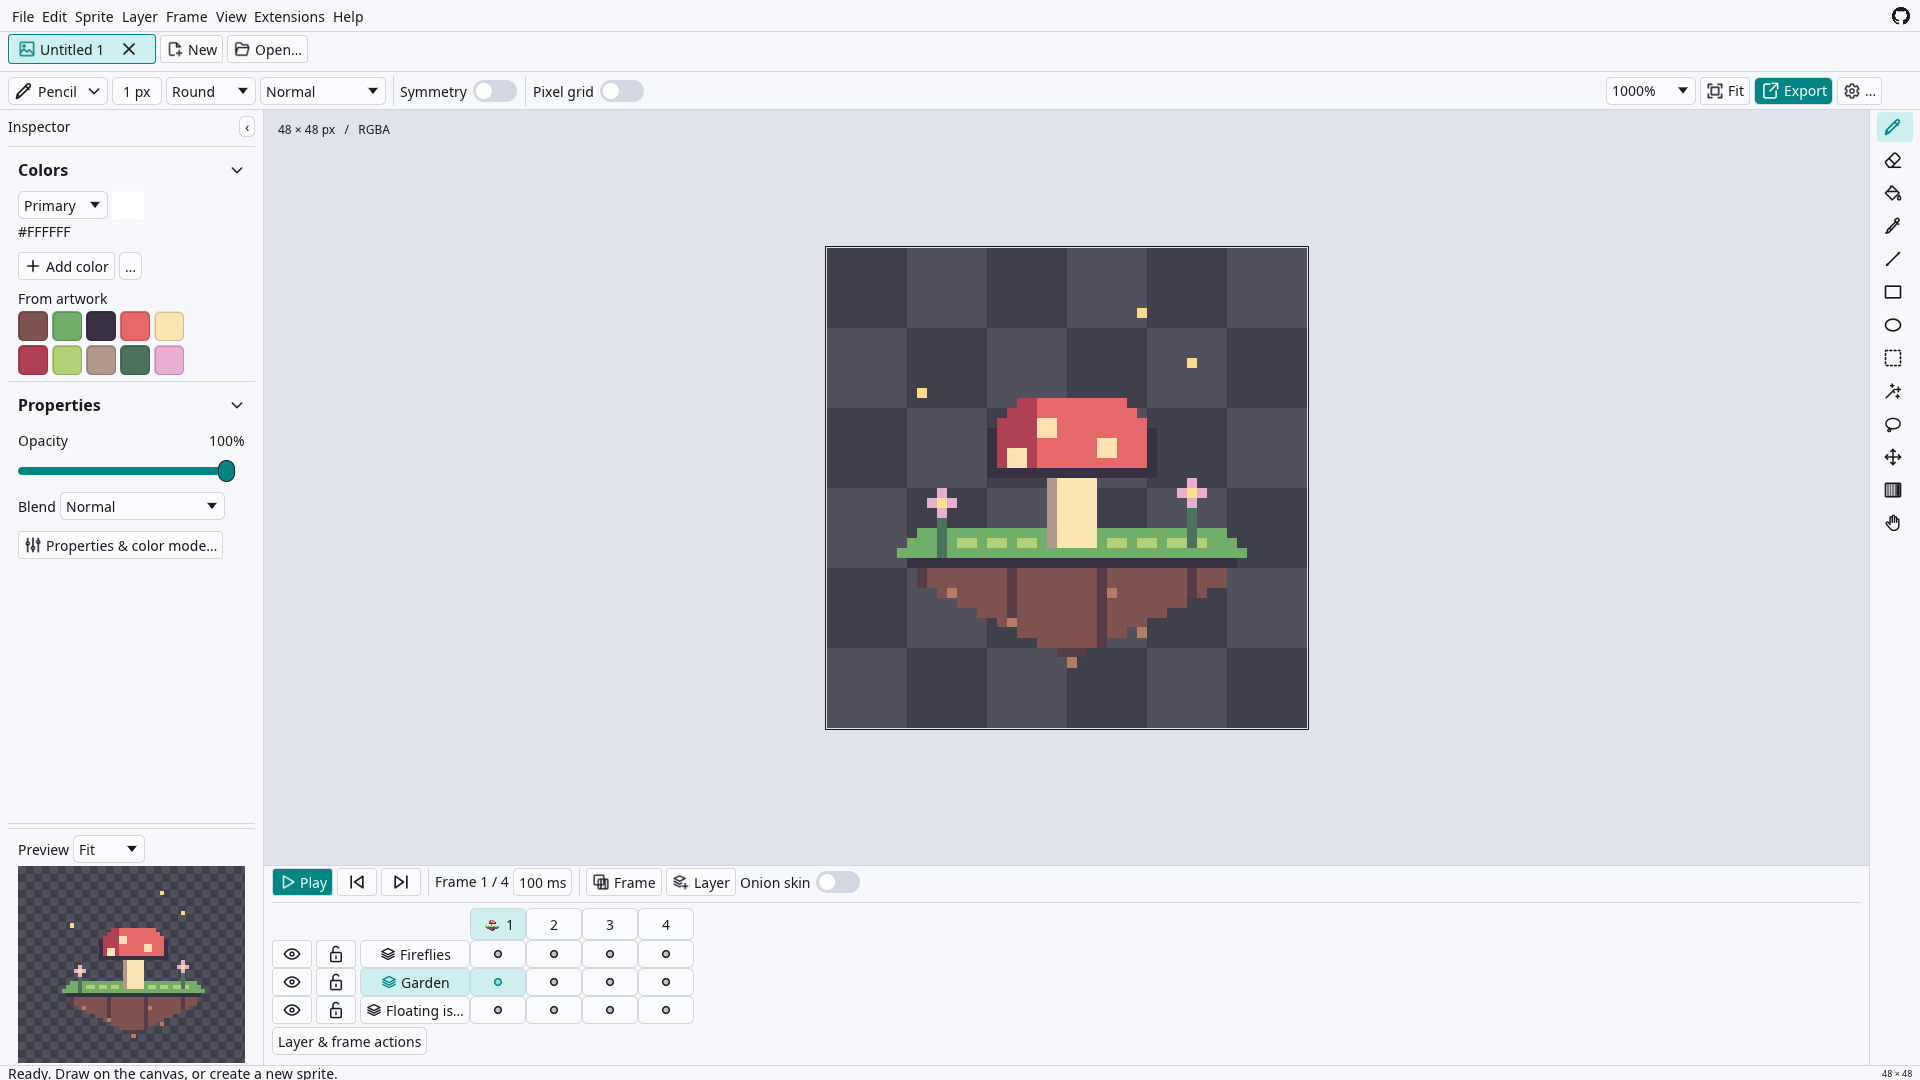 File Edit Sprite Layer Frame View Extensions Help
Untitled 1 New Open...
Pencil 1 px Round Normal Symmetry Pixel grid 1000% Fit Export ...
Inspector ‹
48 × 48 px / RGBA
Colors
Primary
#FFFFFF
Add color ...
From artwork
Properties
Opacity 100%
Blend Normal
Properties & color mode...
Preview Fit
Play Frame 1 / 4 100 ms Frame Layer Onion skin
1 2 3 4
Fireflies
Garden
Floating is...
Layer & frame actions
Ready. Draw on the canvas, or create a new sprite. 48 × 48